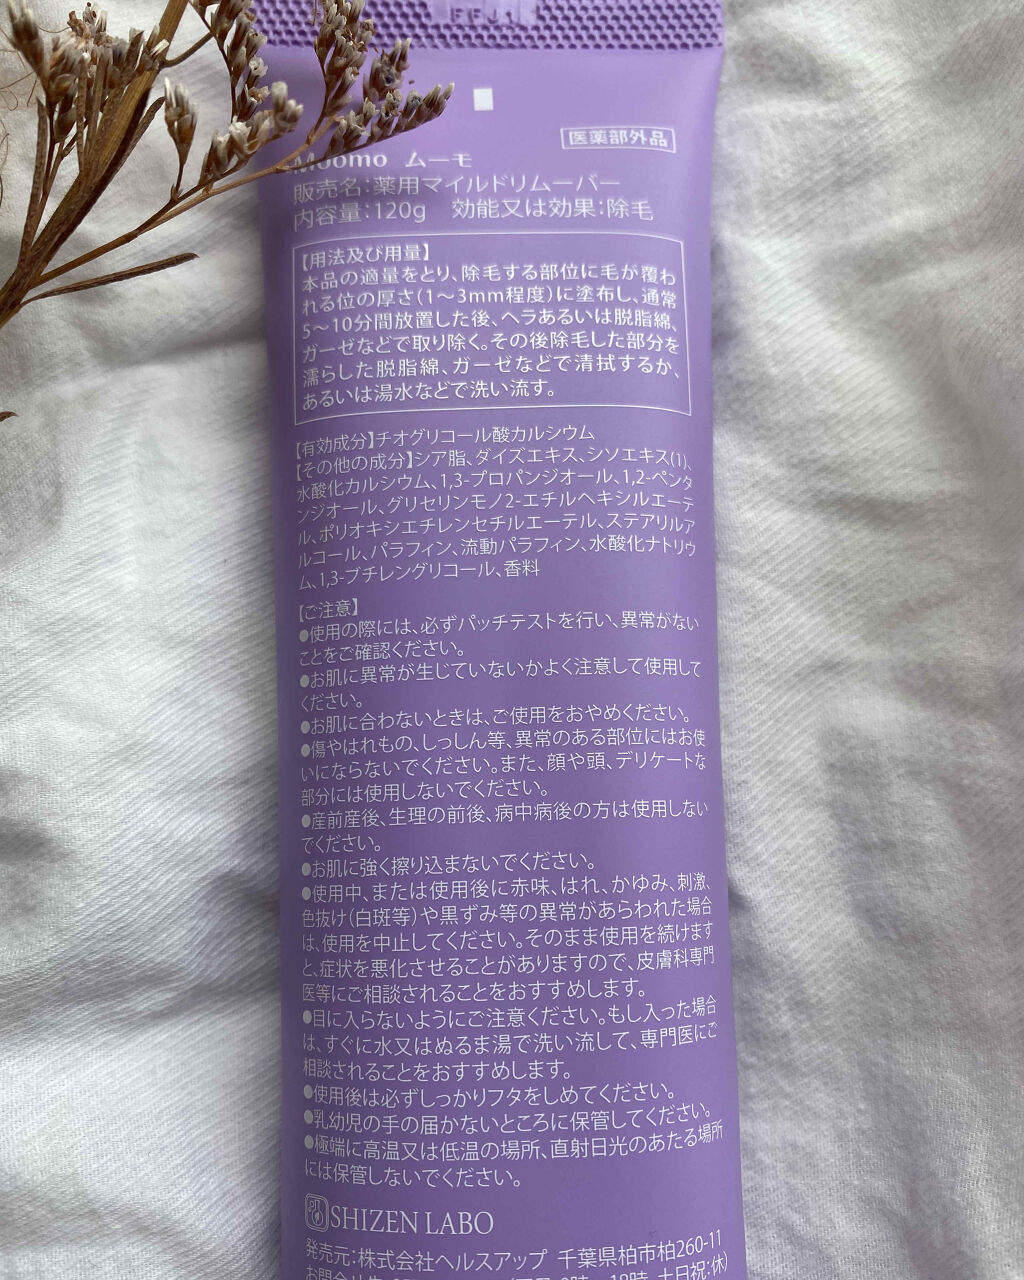 医薬部外品
Moomo ムーモ
販売名:薬用マイルドリムーバー
内容量:120g 効能又は効果:除毛
【用法及び用量】
本品の適量をとり、除毛する部位に毛が覆わ
れる位の厚さ(1〜3mm程度)に塗布し、通常
5〜10分間放置した後、ヘラあるいは脱脂綿、
ガーゼなどで取り除く。その後除毛した部分を
濡らした脱脂綿、ガーゼなどで清拭するか、
あるいは湯水などで洗い流す。
【有効成分】チオグリコール酸カルシウム
【その他の成分】シア脂、ダイズエキス、シソエキス(1)、
水酸化カルシウム、1,3-プロパンジオール、1,2-ペンタ
ンジオール、グリセリンモノ2-エチルヘキシルエーテ
ル、ポリオキシエチレンセチルエーテル、ステアリルア
ルコール、パラフィン、流動パラフィン、水酸化ナトリウ
ム、1,3-ブチレングリコール、香料
【ご注意】
●使用の際には、必ずパッチテストを行い、異常がない
ことをご確認ください。
●お肌に異常が生じていないかよく注意して使用して
ください。
●お肌に合わないときは、ご使用をおやめください。
●傷やはれもの、しっしん等、異常のある部位にはお使
いにならないでください。また、顔や頭、デリケートな
部分には使用しないでください。
●産前産後、生理の前後、病中病後の方は使用しない
でください。
●お肌に強く擦り込まないでください。
●使用中、または使用後に赤味、はれ、かゆみ、刺激、
色抜け(白斑等)や黒ずみ等の異常があらわれた場合
は、使用を中止してください。そのまま使用を続けます
と、症状を悪化させることがありますので、皮膚科専門
医等にご相談されることをおすすめします。
●目に入らないようにご注意ください。もし入った場合
は、すぐに水又はぬるま湯で洗い流して、専門医にご
相談されることをおすすめします。
●使用後は必ずしっかりフタをしめてください。
●乳幼児の手の届かないところに保管してください。
●極端に高温又は低温の場所、直射日光のあたる場所
には保管しないでください。
SHIZEN LABO
発売元:株式会社ヘルスアップ 千葉県柏市柏260-11
土日祝:休)